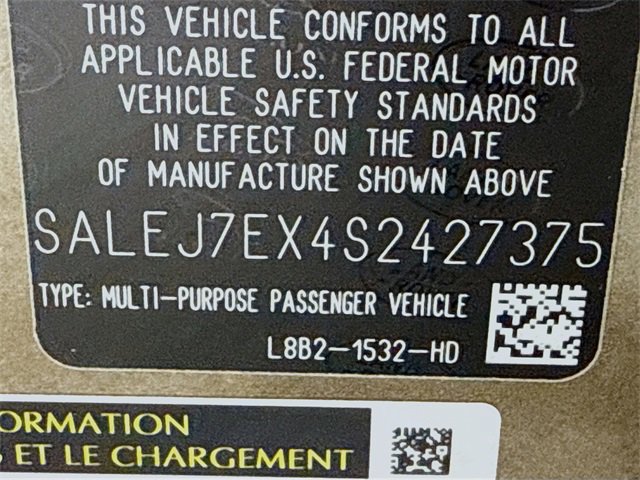 THIS VEHICLE CONFORMS TO ALL
APPLICABLE U.S. FEDERAL MOTOR
VEHICLE SAFETY STANDARDS
IN EFFECT ON THE DATE
OF MANUFACTURE SHOWN ABOVE
SALEJ7EX4S2427375
TYPE: MULTI-PURPOSE PASSENGER VEHICLE
L8B2-1532-HD
ORMATION
ET LE CHARGEMENT